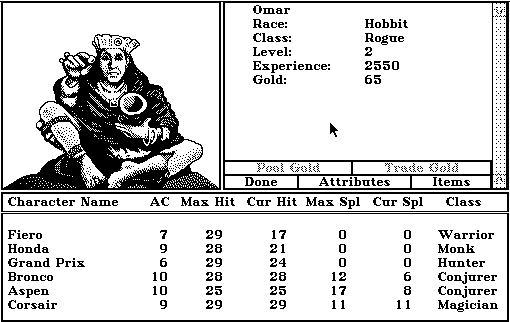 Omar
Race: Hobbit
Class: Rogue
Level: 2
Experience: 2550
Gold: 65
Pool Gold Trade Gold
Done Attributes Items
Character Name AC Max Hit Cur Hit Max Spl Cur Spl Class
Fiero 7 29 17 0 0 Warrior
Honda 9 28 21 0 0 Monk
Grand Prix 6 29 24 0 0 Hunter
Bronco 10 28 28 12 6 Conjurer
Aspen 10 25 25 17 8 Conjurer
Corsair 9 29 29 11 11 Magician